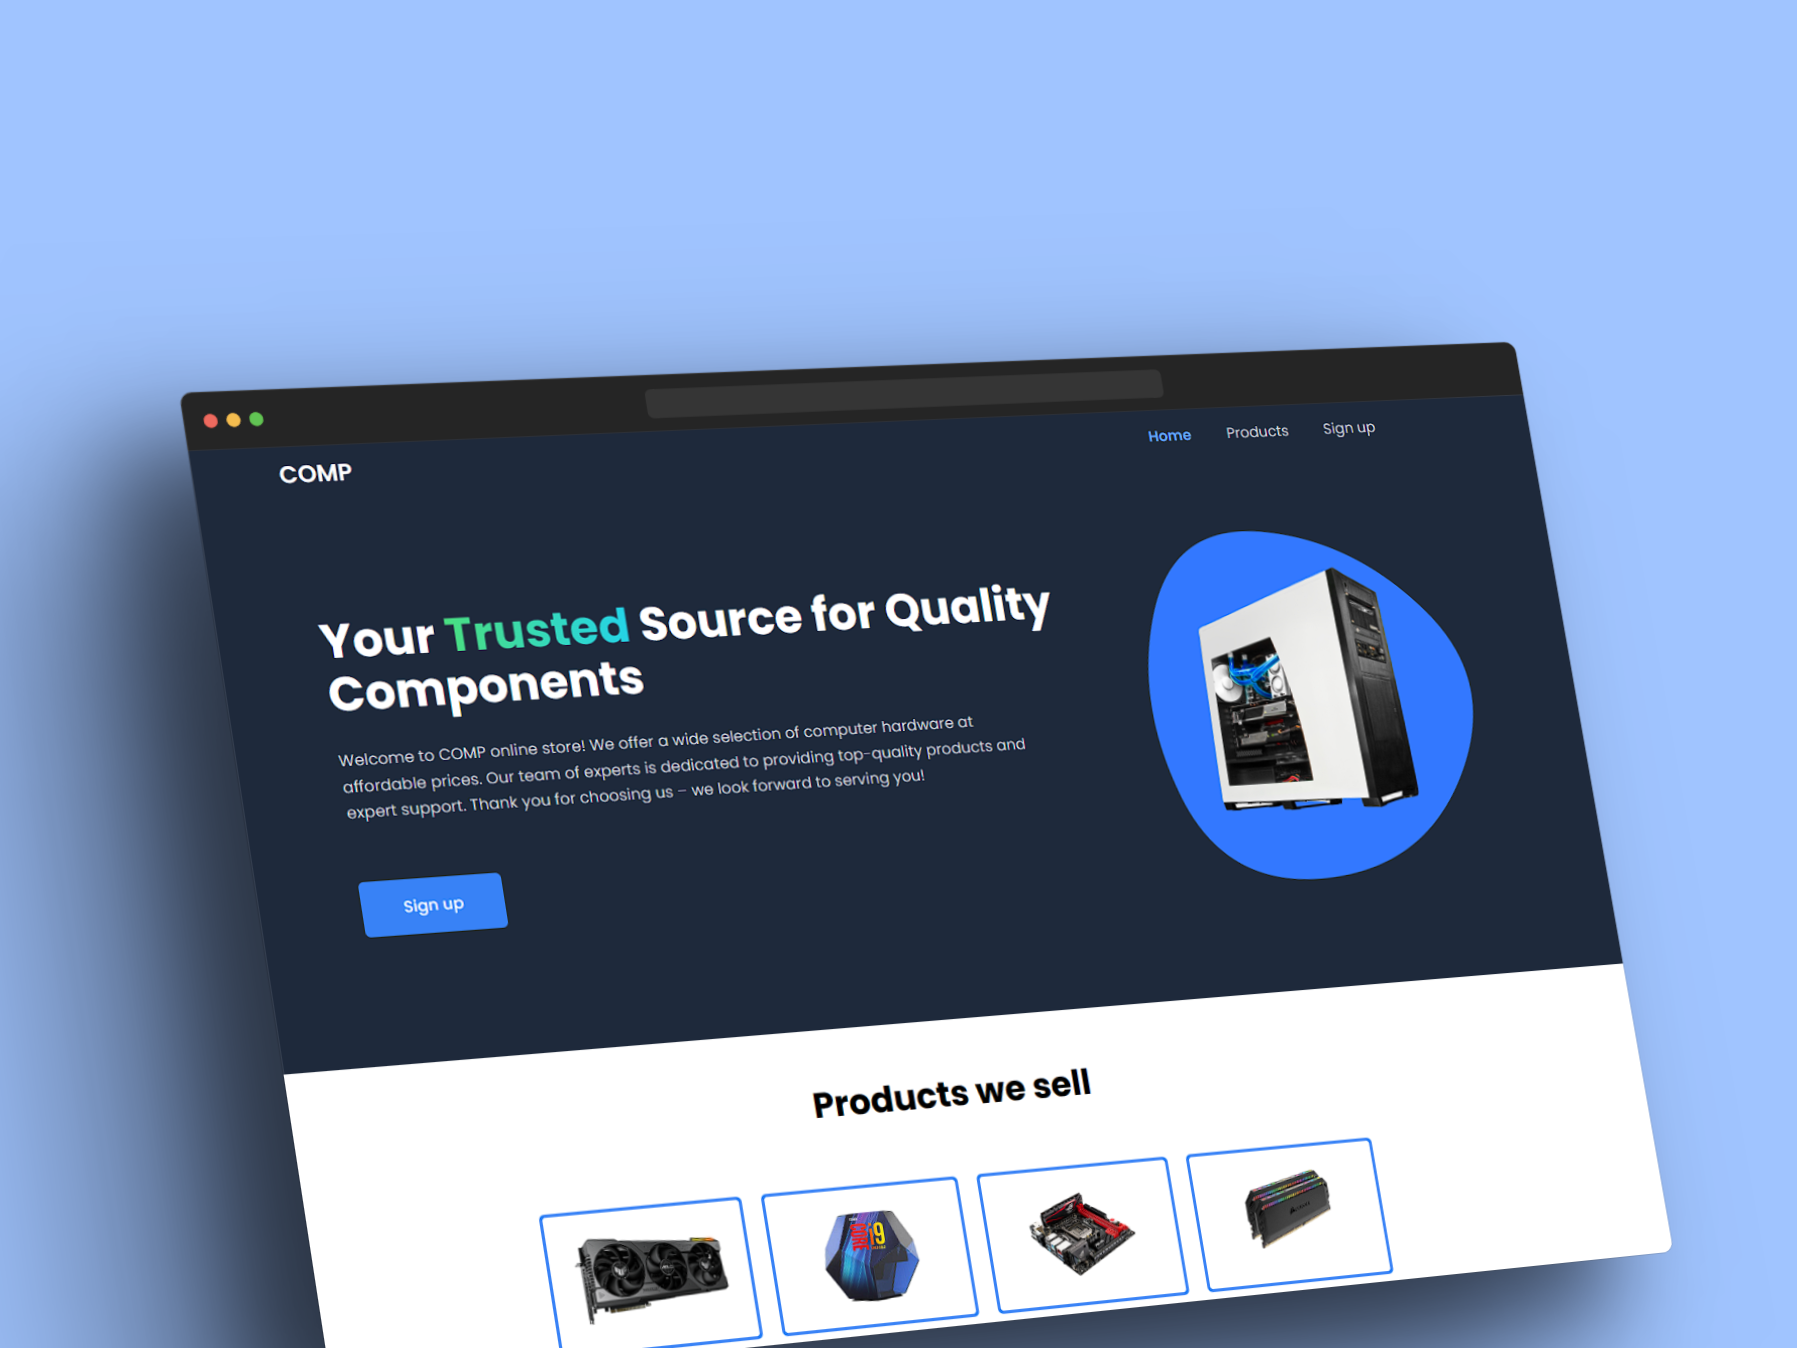 COMP
Home Products Sign up
Your Trusted Source for Quality
Components
Welcome to COMP online store! We offer a wide selection of computer hardware at
affordable prices. Our team of experts is dedicated to providing top-quality products and
expert support. Thank you for choosing us – we look forward to serving you!
Sign up
Products we sell
CORE i9